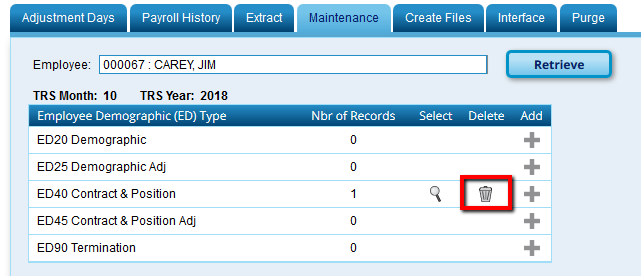 Adjustment Days Payroll History Extract Maintenance Create Files Interface Purge
Employee: 000067 : CAREY, JIM Retrieve
TRS Month: 10 TRS Year: 2018
Employee Demographic (ED) Type Nbr of Records Select Delete Add
ED20 Demographic 0
ED25 Demographic Adj 0
ED40 Contract & Position 1
ED45 Contract & Position Adj 0
ED90 Termination 0